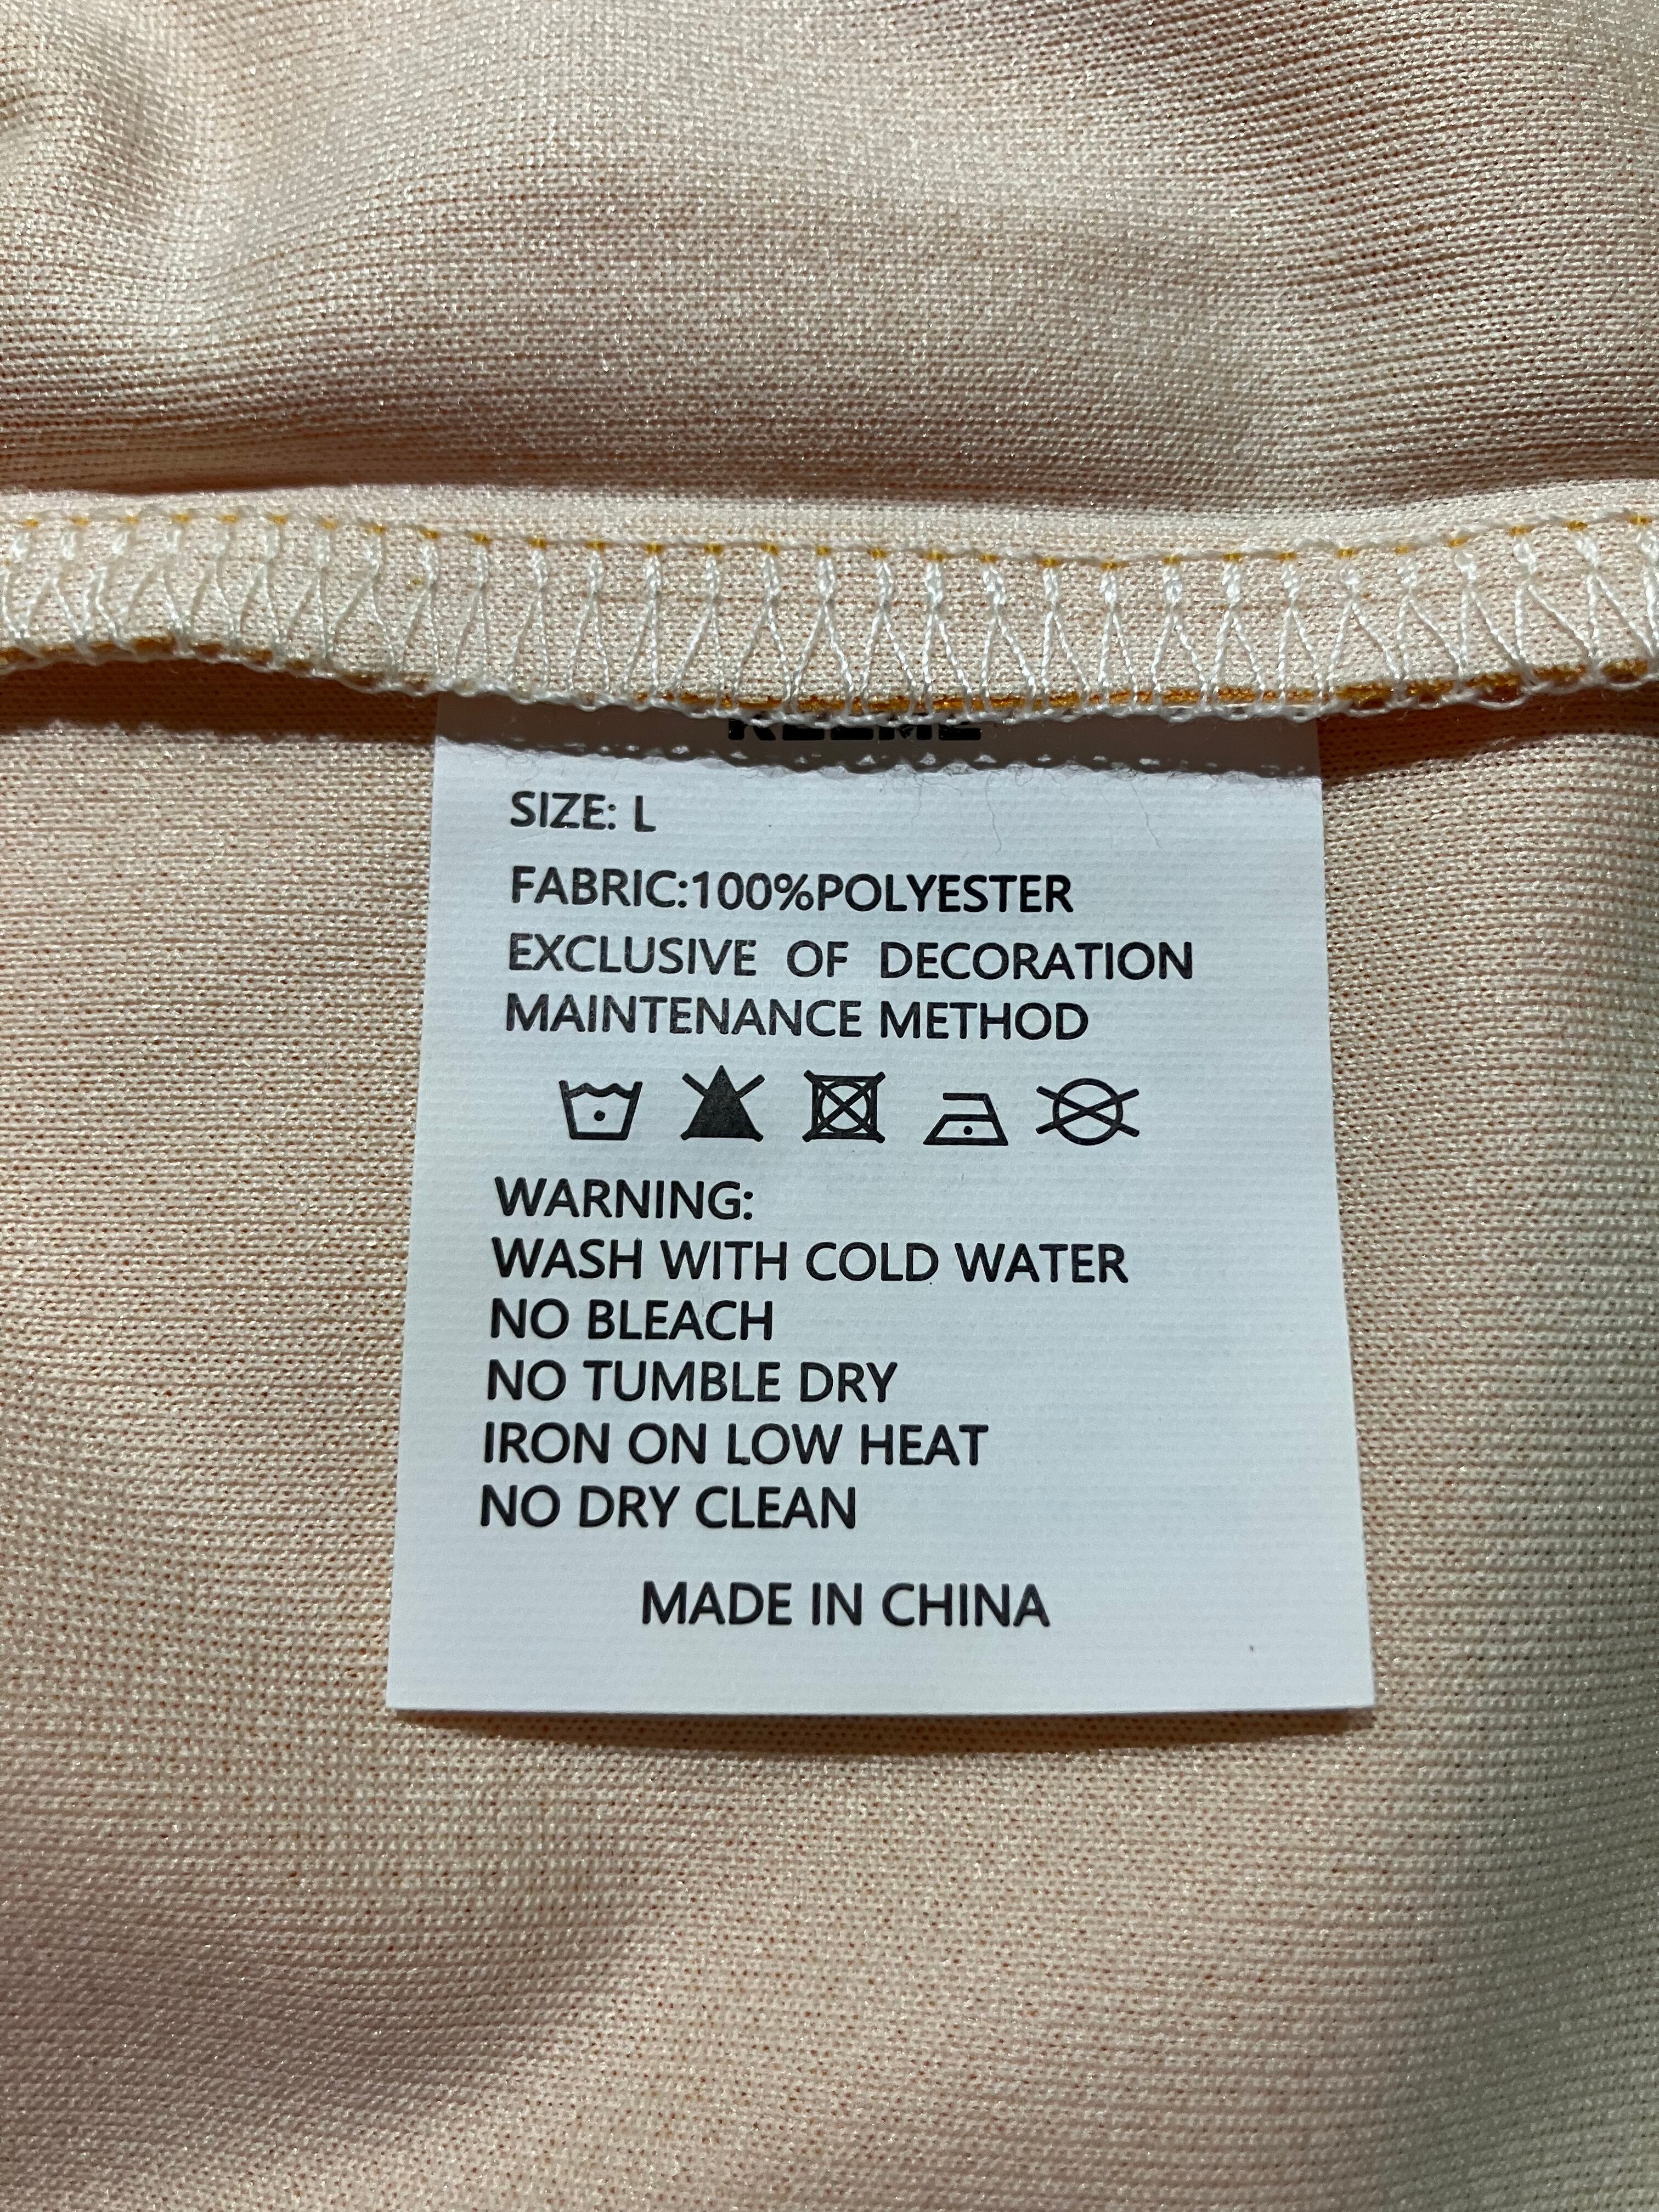 SIZE: L
FABRIC:100%POLYESTER
EXCLUSIVE OF DECORATION
MAINTENANCE METHOD
WARNING:
WASH WITH COLD WATER
NO BLEACH
NO TUMBLE DRY
IRON ON LOW HEAT
NO DRY CLEAN
MADE IN CHINA